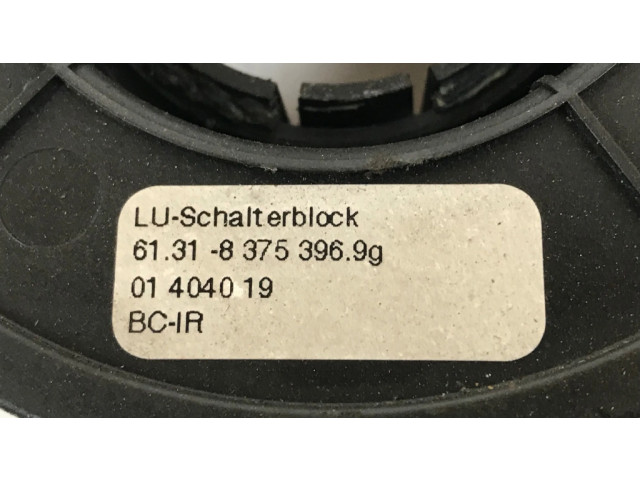 LU-Schalterblock
61.31 -8 375 396.9g
01 4040 19
BC-IR